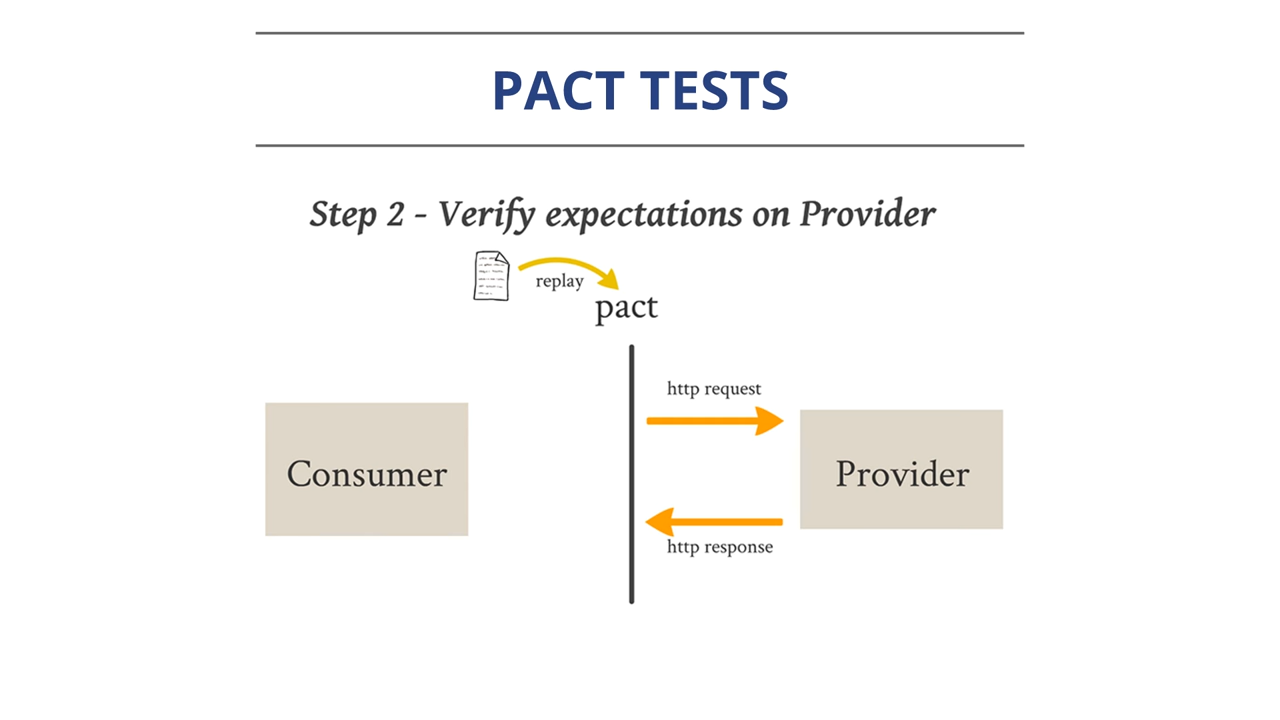 PACT TESTS
Step 2 - Verify expectations on Provider
replay
pact
http request
Consumer
Provider
http response